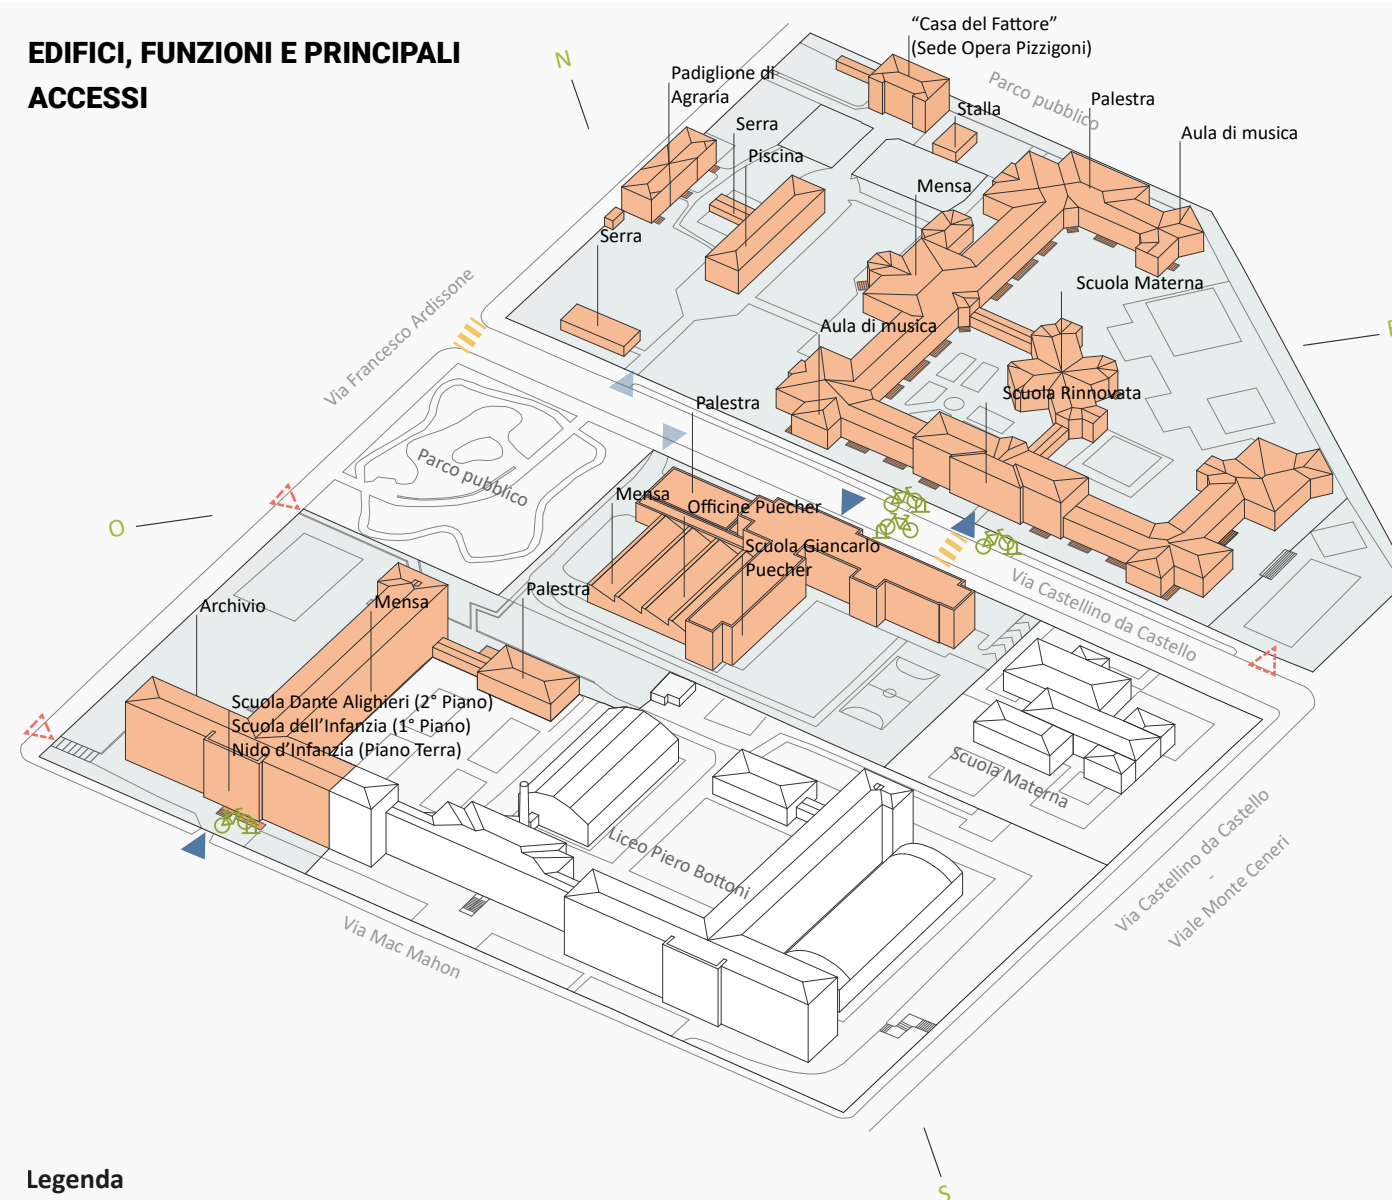 EDIFICI, FUNZIONI E PRINCIPALI
ACCESSI
N
“Casa del Fattore”
(Sede Opera Pizzigoni)
Padiglione di
Agraria
Parco pubblico
Palestra
Stalla
Serra
Aula di musica
Piscina
Mensa
Serra
Scuola Materna
Via Francesco Ardissone
Aula di musica
E
Scuola Rinnovata
Palestra
Parco pubblico
Mensa
Officine Puecher
O
Scuola Giancarlo
Puecher
Via Castellino da Castello
Palestra
Archivio
Mensa
Scuola Dante Alighieri (2° Piano)
Scuola dell’Infanzia (1° Piano)
Nido d’Infanzia (Piano Terra)
Scuola Materna
Liceo Piero Bottoni
Via Castellino da Castello
-
Viale Monte Ceneri
Via Mac Mahon
Legenda
S